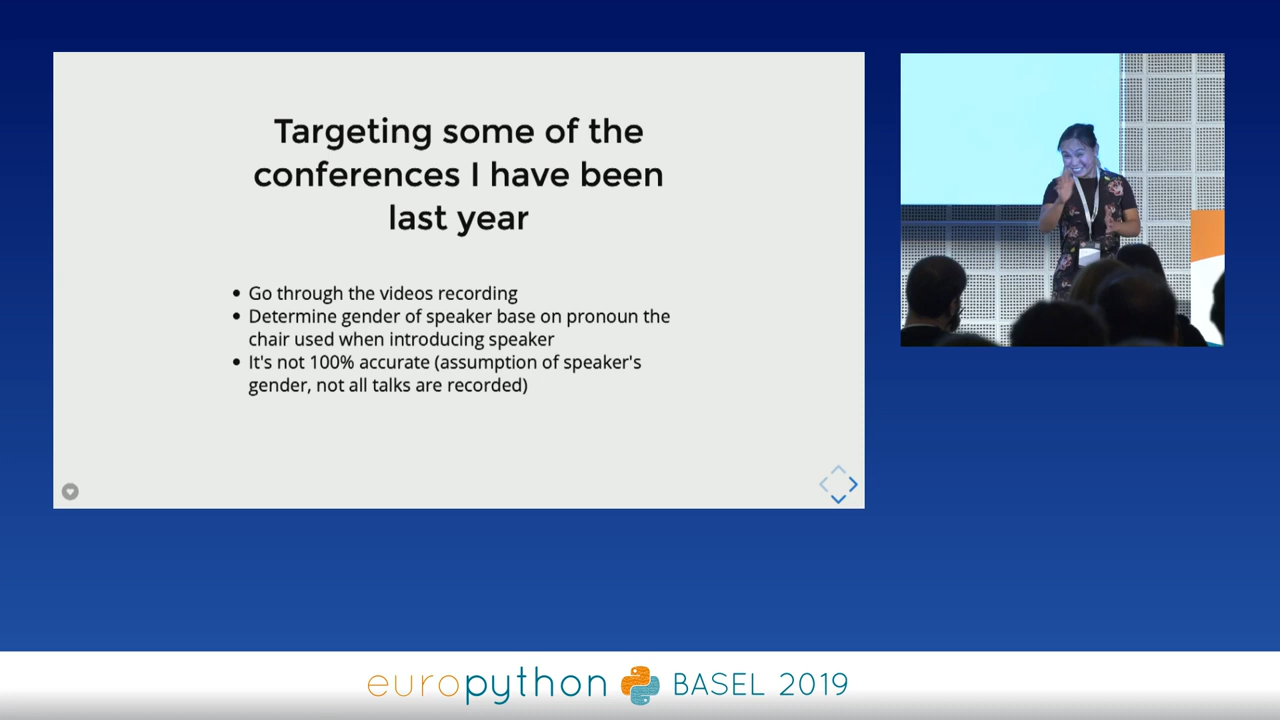 Targeting some of the
conferences I have been
last year
• Go through the videos recording
• Determine gender of speaker base on pronoun the
chair used when introducing speaker
• It's not 100% accurate (assumption of speaker's
gender, not all talks are recorded)
europython BASEL 2019